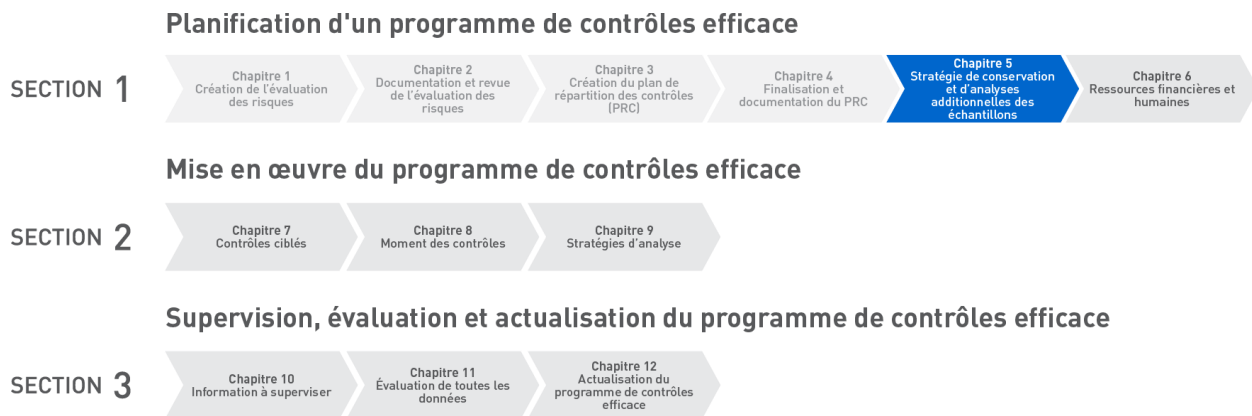 Planification d'un programme de contrôles efficace
SECTION 1
Chapitre 1
Création de l'évaluation
des risques
Chapitre 2
Documentation et revue
de l'évaluation des
risques
Chapitre 3
Création du plan de
répartition des contrôles
(PRC)
Chapitre 4
Finalisation et
documentation du PRC
Chapitre 5
Stratégie de conservation
et d'analyses
additionnelles des
échantillons
Chapitre 6
Ressources financières et
humaines
Mise en œuvre du programme de contrôles efficace
SECTION 2
Chapitre 7
Contrôles ciblés
Chapitre 8
Moment des contrôles
Chapitre 9
Stratégies d'analyse
Supervision, évaluation et actualisation du programme de contrôles efficace
SECTION 3
Chapitre 10
Information à superviser
Chapitre 11
Évaluation de toutes les
données
Chapitre 12
Actualisation du
programme de contrôles
efficace